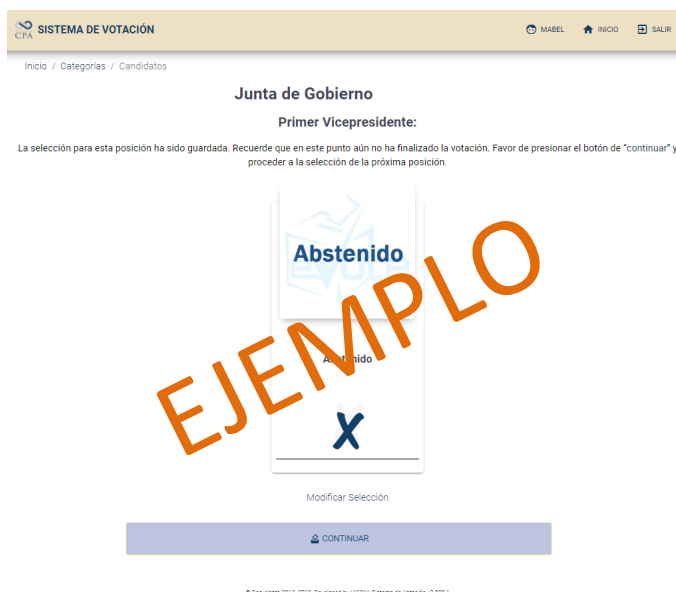 CPA
SISTEMA DE VOTACIÓN
MABEL
INICIO
SALIR
Inicio / Categorías / Candidatos
Junta de Gobierno
Primer Vicepresidente:
La selección para esta posición ha sido guardada. Recuerde que en este punto aún no ha finalizado la votación. Favor de presionar el botón de "continuar" y
proceder a la selección de la próxima posición.
Abstenido
EJEMPLO
Abstenido
X
Modificar Selección
CONTINUAR